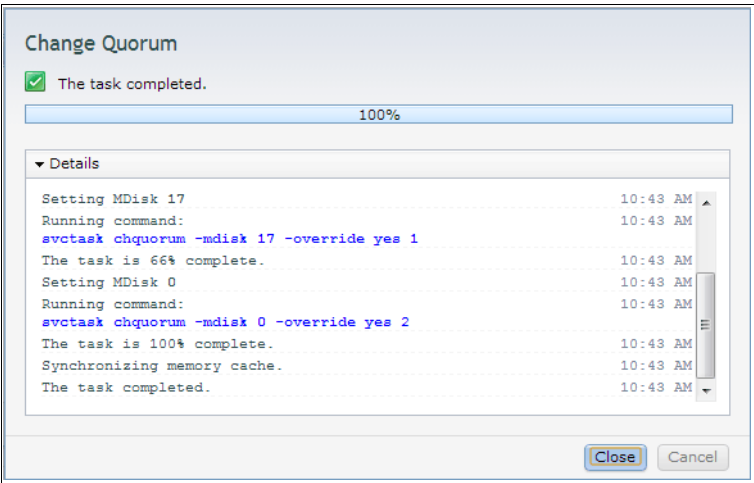 Change Quorum
The task completed.
100%
Details
Setting MDisk 17 10:43 AM
Running command: 10:43 AM
svctask chquorum -mdisk 17 -override yes 1
The task is 66% complete. 10:43 AM
Setting MDisk 0 10:43 AM
Running command: 10:43 AM
svctask chquorum -mdisk 0 -override yes 2
The task is 100% complete. 10:43 AM
Synchronizing memory cache. 10:43 AM
The task completed. 10:43 AM
Close Cancel